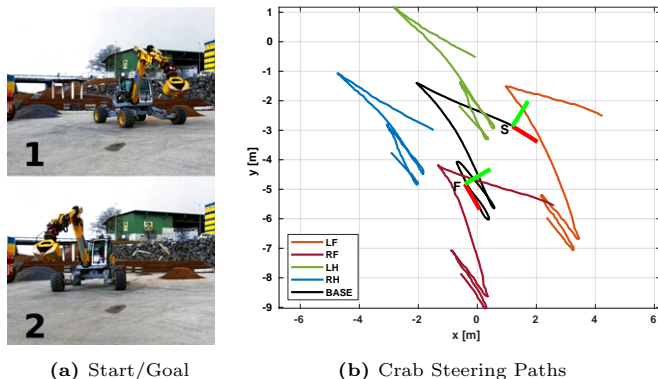 1
2
(a) Start/Goal
0
-1
-2
-3
-4
-5
-6
-7
-8
-9
y [m]
S
F
LF
RF
LH
RH
BASE
-6
-4
-2
0
2
4
6
x [m]
(b) Crab Steering Paths